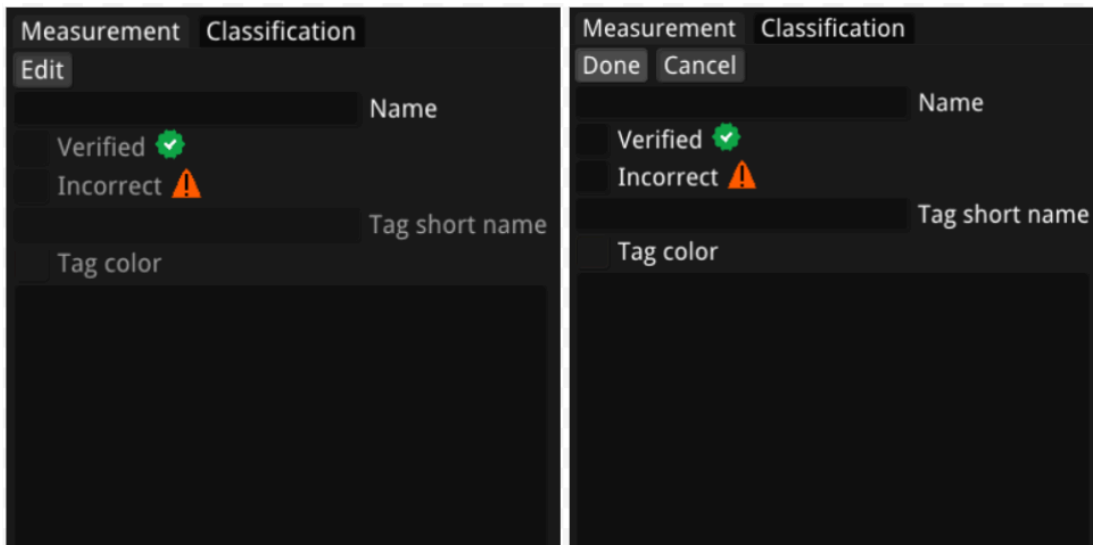 Measurement Classification
Edit
Name
Verified
Incorrect
Tag short name
Tag color
Measurement Classification
Done Cancel
Name
Verified
Incorrect
Tag short name
Tag color